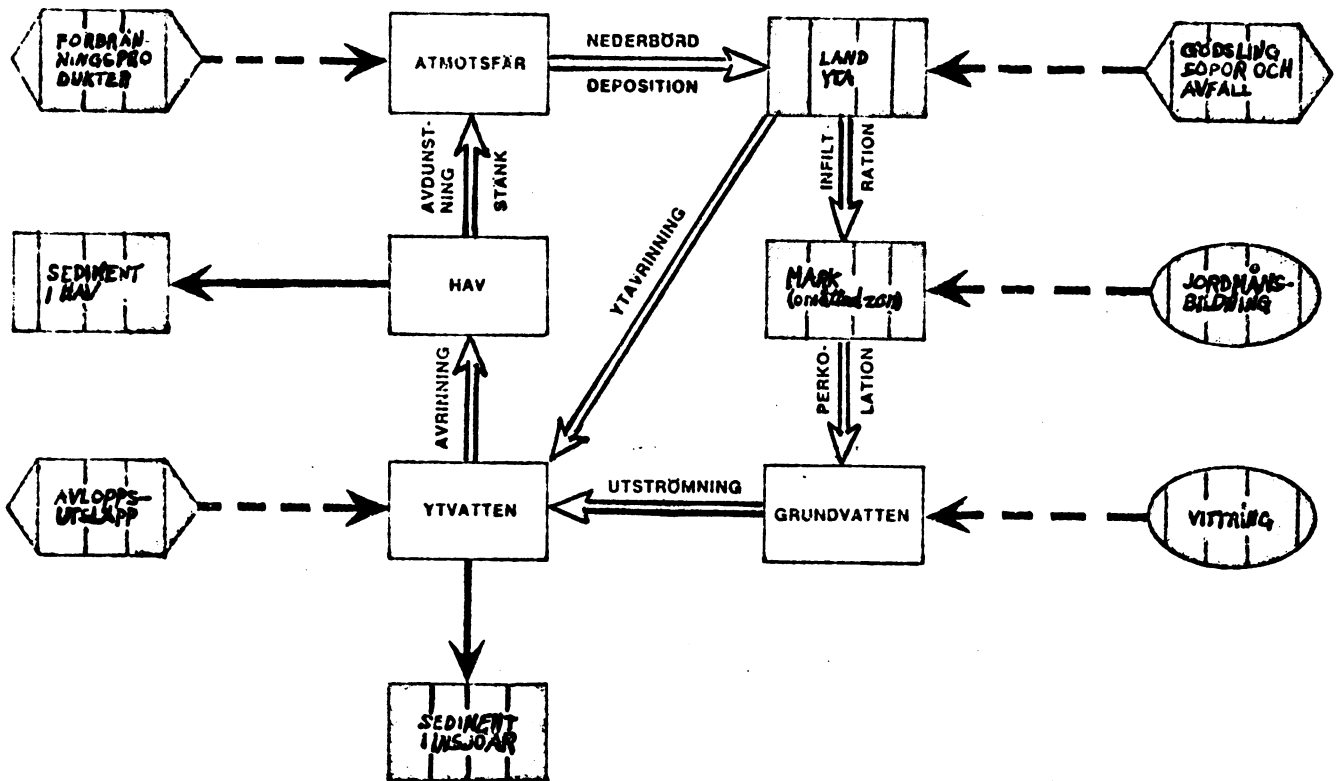 FÖRBRÄN-
NINGSPRO
DUKTER
ATMOTSFÄR
NEDERBÖRD
DEPOSITION
LAND
YTA
GÖDSLING
SOPOR OCH
AVFALL
AVDUNST-
NING
STÄNK
INFILT
RATION
YTAVRINNING
SEDIMENT
I HAV
HAV
MARK
(omättad zon)
JORDMÅNS-
BILDNING
AVRINNING
PERKO-
LATION
AVLOPPS-
UTSLÄPP
YTVATTEN
UTSTRÖMNING
GRUNDVATTEN
VITTRING
SEDIMENT
I INSJÖAR